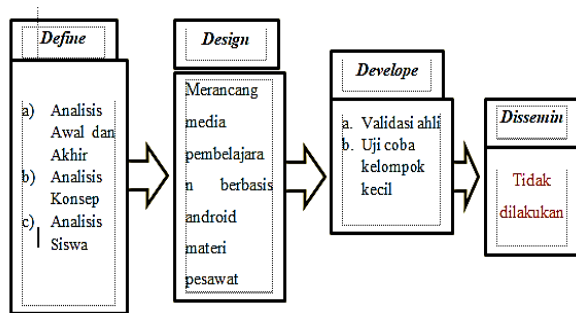 Define
a) Analisis
Awal dan
Akhir
b) Analisis
Konsep
c) Analisis
Siswa
Design
Merancang
media
pembelajara
n berbasis
android
materi
pesawat
Develope
a. Validasi ahli
b. Uji coba
kelompok
kecil
Dissemin
Tidak
dilakukan